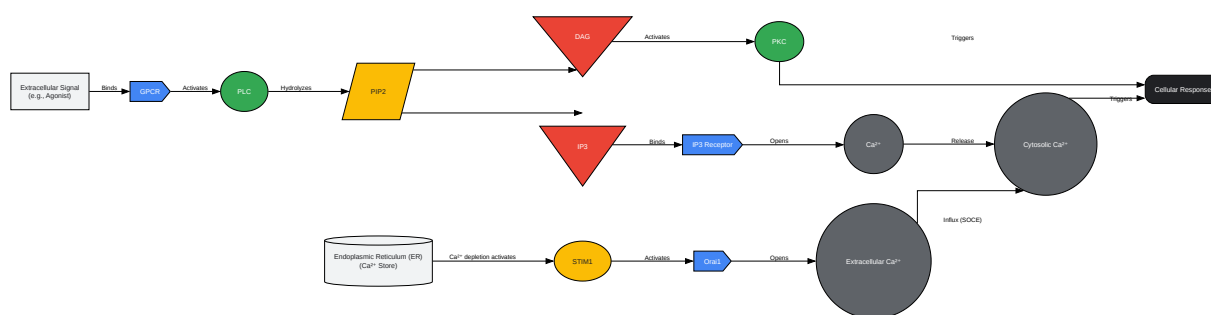 DAG
Activates
PKC
Triggers
Extracellular Signal
(e.g., Agonist)
Binds
GPCR
Activates
PLC
Hydrolyzes
PIP2
Cellular Response
Triggers
IP3
Binds
IP3 Receptor
Opens
Ca²⁺
Release
Cytosolic Ca²⁺
Influx (SOCE)
Endoplasmic Reticulum (ER)
(Ca²⁺ Store)
Ca²⁺ depletion activates
STIM1
Activates
Orai1
Opens
Extracellular Ca²⁺